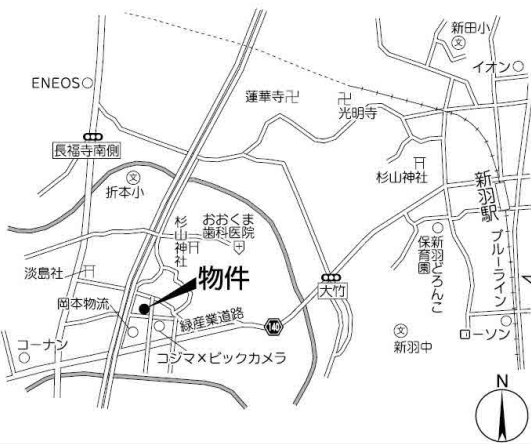 新田小
文
イオン
ENEOS
蓮華寺
光明寺
長福寺南側
文
折本小
杉山神社
新羽駅
ブルーライン
杉山神社
おおくま
歯科医院
新羽どろんこ
保育園
淡島社
物件
大竹
岡本物流
緑産業道路
140
文
新羽中
ローソン
コーナン
コジマ×ビックカメラ
N